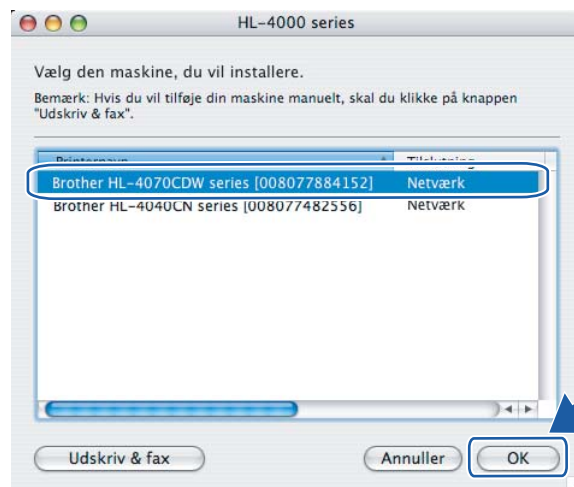 HL-4000 series
Vælg den maskine, du vil installere.
Bemærk: Hvis du vil tilføje din maskine manuelt, skal du klikke på knappen
"Udskriv & fax".
Printernavn Tilslutning
Brother HL-4070CDW series [008077884152] Netværk
Brother HL-4040CN series [008077482556] Netværk
Udskriv & fax Annuller OK